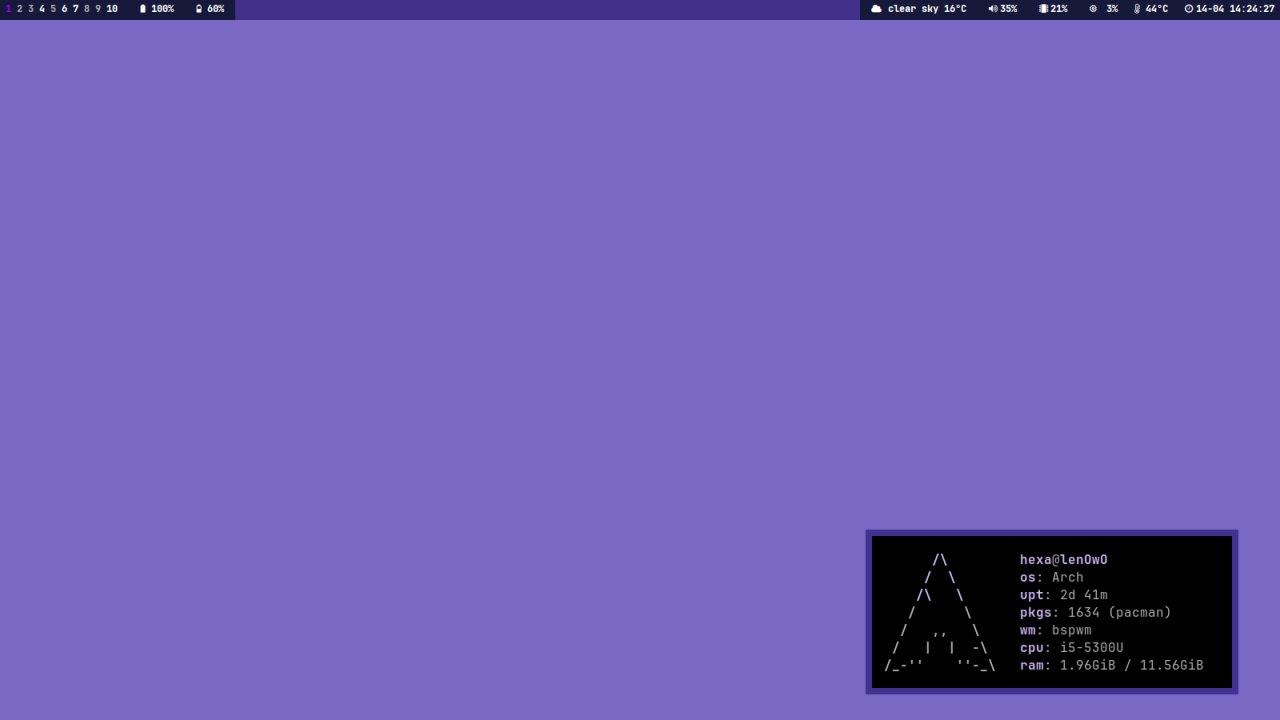 1 2 3 4 5 6 7 8 9 10 100% 60% clear sky 16°C 35% 21% 3% 44°C 14-04 14:24:27
hexa@lenOwO
os: Arch
upt: 2d 41m
pkgs: 1634 (pacman)
wm: bspwm
cpu: i5-5300U
ram: 1.96GiB / 11.56GiB